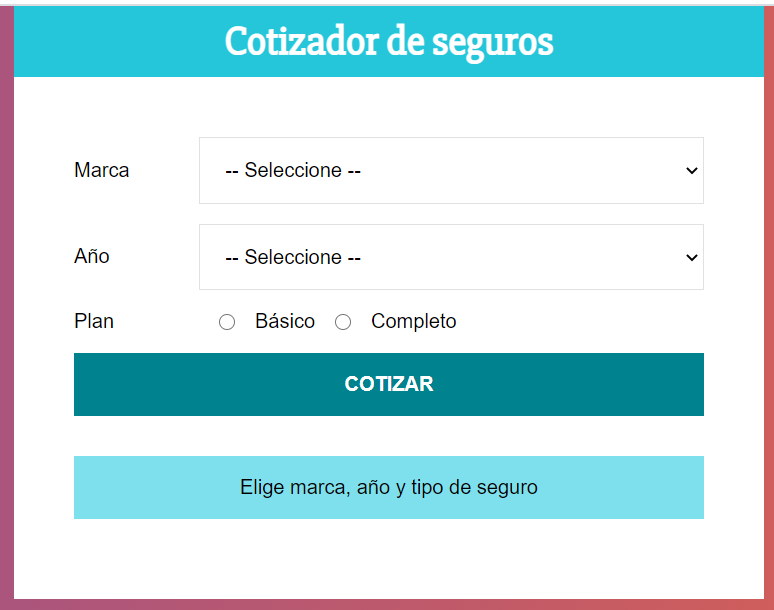 Cotizador de seguros
Marca
-- Seleccione --
Año
-- Seleccione --
Plan Básico Completo
COTIZAR
Elige marca, año y tipo de seguro